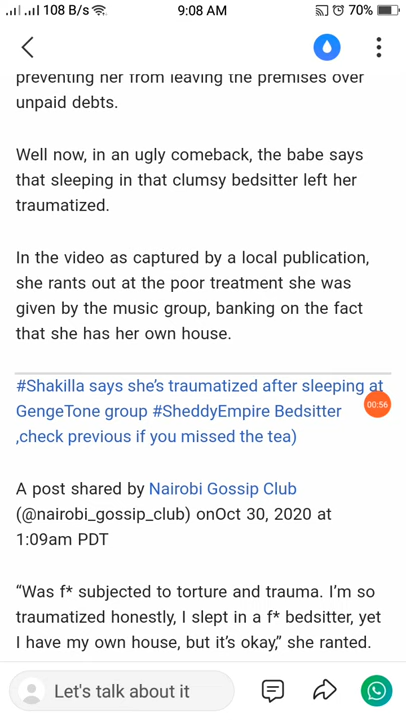 108 B/s 9:08 AM 70%
preventing her from leaving the premises over
unpaid debts.
Well now, in an ugly comeback, the babe says
that sleeping in that clumsy bedsitter left her
traumatized.
In the video as captured by a local publication,
she rants out at the poor treatment she was
given by the music group, banking on the fact
that she has her own house.
#Shakilla says she's traumatized after sleeping at
GengeTone group #SheddyEmpire Bedsitter
,check previous if you missed the tea)
00:56
A post shared by Nairobi Gossip Club
(@nairobi_gossip_club) onOct 30, 2020 at
1:09am PDT
“Was f* subjected to torture and trauma. I’m so
traumatized honestly, I slept in a f* bedsitter, yet
I have my own house, but it’s okay,” she ranted.
Let's talk about it